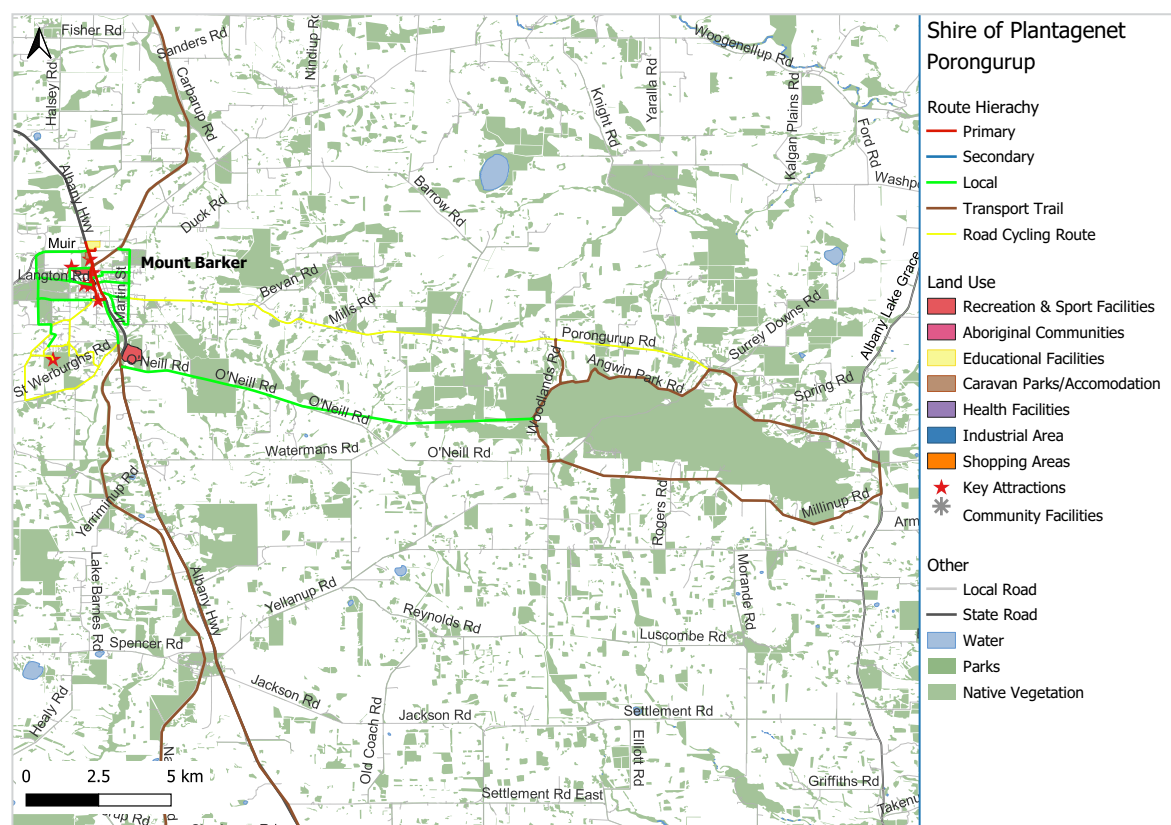 Fisher Rd
Sanders Rd
Nindiup Rd
Woogenellup Rd
Halsey Rd
Carbarup Rd
Knight Rd
Yaralla Rd
Kalgan Plains Rd
Ford Rd
Washpo
Albany Hwy
Barrow Rd
Duck Rd
Muir
Mount Barker
Langton Rd
Martin St
Bevan Rd
Mills Rd
Porongurup Rd
Surrey Downs Rd
Albany Lake Grace
St Werburghs Rd
O'Neill Rd
O'Neill Rd
O'Neill Rd
Woodlands Rd
Angwin Park Rd
Spring Rd
Watermans Rd
O'Neill Rd
Yerriminup Rd
Rogers Rd
Millinup Rd
Arm
Lake Barnes Rd
Albany Hwy
Yellanup Rd
Reynolds Rd
Morande Rd
Spencer Rd
Luscombe Rd
Healy Rd
Jackson Rd
Old Coach Rd
Jackson Rd
Settlement Rd
Elliott Rd
Griffiths Rd
Settlement Rd East
Takenu
0 2.5 5 km
Shire of Plantagenet
Porongurup
Route Hierachy
Primary
Secondary
Local
Transport Trail
Road Cycling Route
Land Use
Recreation & Sport Facilities
Aboriginal Communities
Educational Facilities
Caravan Parks/Accomodation
Health Facilities
Industrial Area
Shopping Areas
Key Attractions
Community Facilities
Other
Local Road
State Road
Water
Parks
Native Vegetation